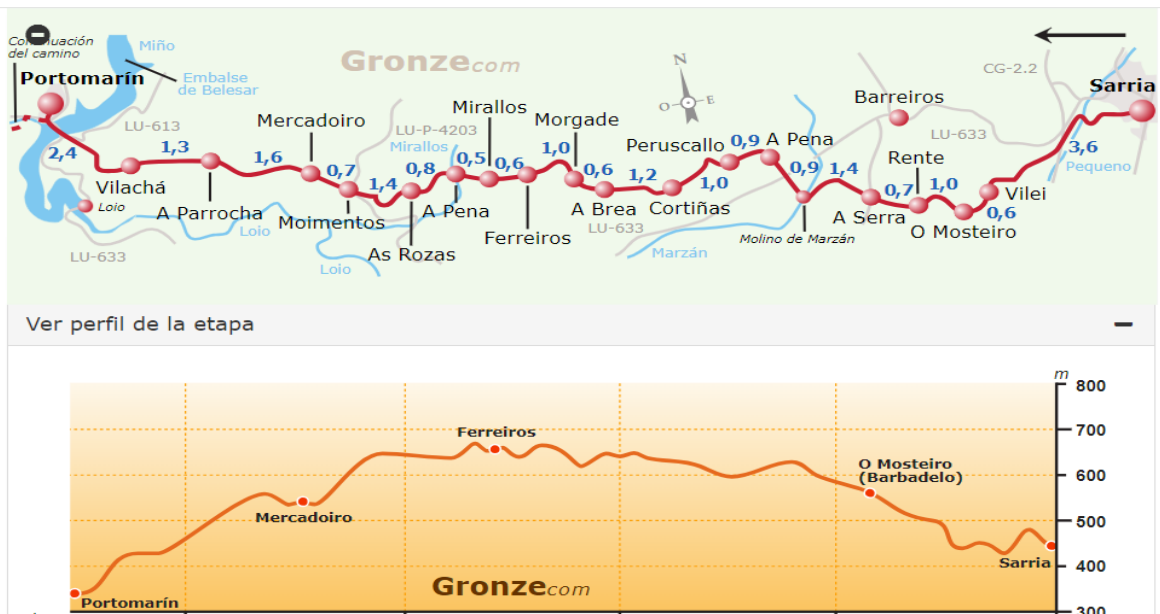 Continuación
del camino
Miño
Gronze.com
N
O
E
CG-2.2
Portomarín
Embalse
de Belesar
Sarria
Barreiros
Mirallos
Morgade
Mercadoiro
LU-613
LU-P-4203
Mirallos
LU-633
Peruscallo
0,9
A Pena
2,4
1,3
1,6
0,7
1,4
0,8
0,5
0,6
1,0
0,6
1,2
1,0
0,9
1,4
Rente
0,7
1,0
3,6
Pequeno
Vilachá
Loio
A Parrocha
Moimentos
A Pena
A Brea
Cortiñas
A Serra
O Mosteiro
0,6
Vilei
Loio
As Rozas
Ferreiros
LU-633
Molino de Marzán
LU-633
Loio
Marzán
Ver perfil de la etapa
m
800
700
600
500
400
300
Ferreiros
O Mosteiro
(Barbadelo)
Mercadoiro
Sarria
Gronze.com
Portomarín